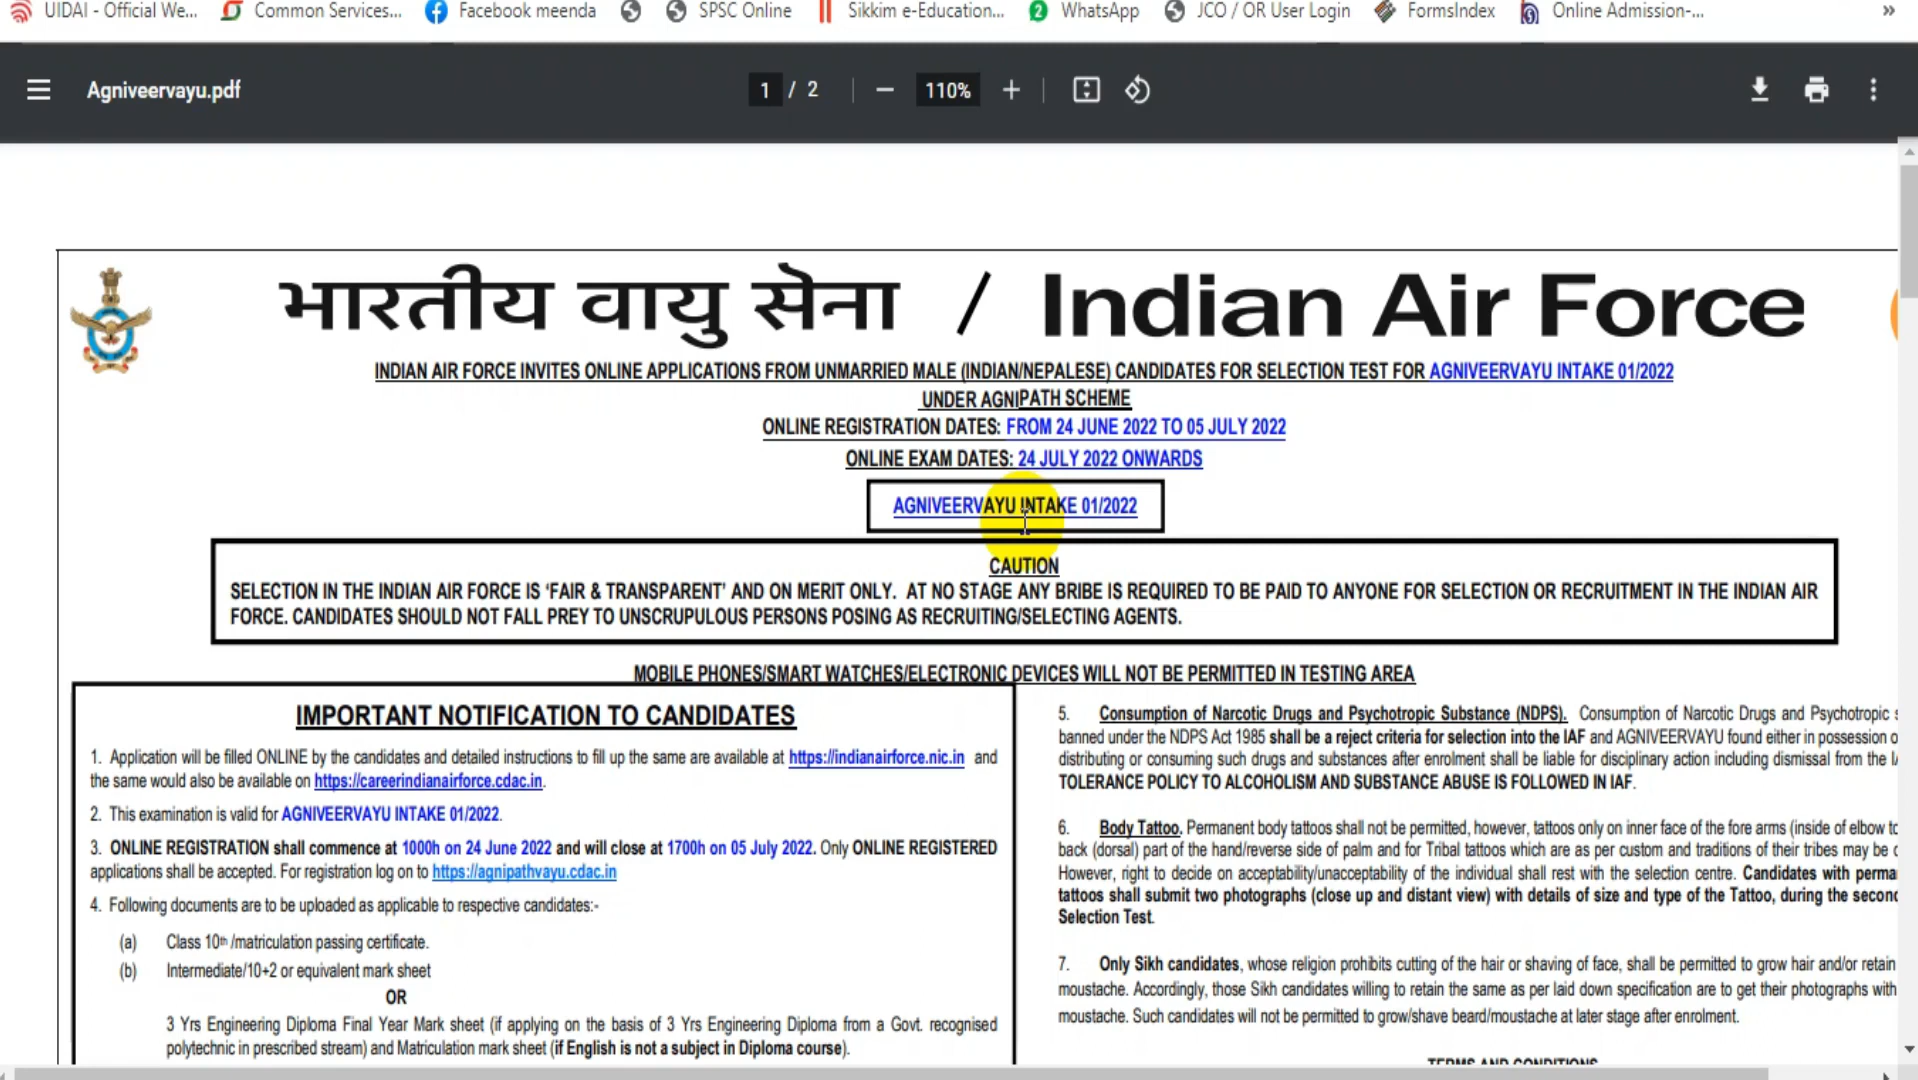 UIDAI - Official We...
Common Services...
Facebook meenda
SPSC Online
Sikkim e-Education...
2 WhatsApp
JCO / OR User Login
FormsIndex
Online Admission-...
»
Agniveervayu.pdf
1 / 2
110%
भारतीय वायु सेना / Indian Air Force
INDIAN AIR FORCE INVITES ONLINE APPLICATIONS FROM UNMARRIED MALE (INDIAN/NEPALESE) CANDIDATES FOR SELECTION TEST FOR AGNIVEERVAYU INTAKE 01/2022
UNDER AGNIPATH SCHEME
ONLINE REGISTRATION DATES: FROM 24 JUNE 2022 TO 05 JULY 2022
ONLINE EXAM DATES: 24 JULY 2022 ONWARDS
AGNIVEERVAYU INTAKE 01/2022
CAUTION
SELECTION IN THE INDIAN AIR FORCE IS ‘FAIR & TRANSPARENT’ AND ON MERIT ONLY. AT NO STAGE ANY BRIBE IS REQUIRED TO BE PAID TO ANYONE FOR SELECTION OR RECRUITMENT IN THE INDIAN AIR
FORCE. CANDIDATES SHOULD NOT FALL PREY TO UNSCRUPULOUS PERSONS POSING AS RECRUITING/SELECTING AGENTS.
MOBILE PHONES/SMART WATCHES/ELECTRONIC DEVICES WILL NOT BE PERMITTED IN TESTING AREA
IMPORTANT NOTIFICATION TO CANDIDATES
1. Application will be filled ONLINE by the candidates and detailed instructions to fill up the same are available at https://indianairforce.nic.in and
the same would also be available on https://careerindianairforce.cdac.in.
2. This examination is valid for AGNIVEERVAYU INTAKE 01/2022.
3. ONLINE REGISTRATION shall commence at 1000h on 24 June 2022 and will close at 1700h on 05 July 2022. Only ONLINE REGISTERED
applications shall be accepted. For registration log on to https://agnipathvayu.cdac.in
4. Following documents are to be uploaded as applicable to respective candidates:-
(a) Class 10th /matriculation passing certificate.
(b) Intermediate/10+2 or equivalent mark sheet
OR
3 Yrs Engineering Diploma Final Year Mark sheet (if applying on the basis of 3 Yrs Engineering Diploma from a Govt. recognised
polytechnic in prescribed stream) and Matriculation mark sheet (if English is not a subject in Diploma course).
5. Consumption of Narcotic Drugs and Psychotropic Substance (NDPS). Consumption of Narcotic Drugs and Psychotropic
banned under the NDPS Act 1985 shall be a reject criteria for selection into the IAF and AGNIVEERVAYU found either in possession
distributing or consuming such drugs and substances after enrolment shall be liable for disciplinary action including dismissal from the
TOLERANCE POLICY TO ALCOHOLISM AND SUBSTANCE ABUSE IS FOLLOWED IN IAF.
6. Body Tattoo. Permanent body tattoos shall not be permitted, however, tattoos only on inner face of the fore arms (inside of elbow
back (dorsal) part of the hand/reverse side of palm and for Tribal tattoos which are as per custom and traditions of their tribes may be
However, right to decide on acceptability/unacceptability of the individual shall rest with the selection centre. Candidates with perma
tattoos shall submit two photographs (close up and distant view) with details of size and type of the Tattoo, during the secon
Selection Test.
7. Only Sikh candidates, whose religion prohibits cutting of the hair or shaving of face, shall be permitted to grow hair and/or retain
moustache. Accordingly, those Sikh candidates willing to retain the same as per laid down specification are to get their photographs with
moustache. Such candidates will not be permitted to grow/shave beard/moustache at later stage after enrolment.
TERMS AND CONDITIONS